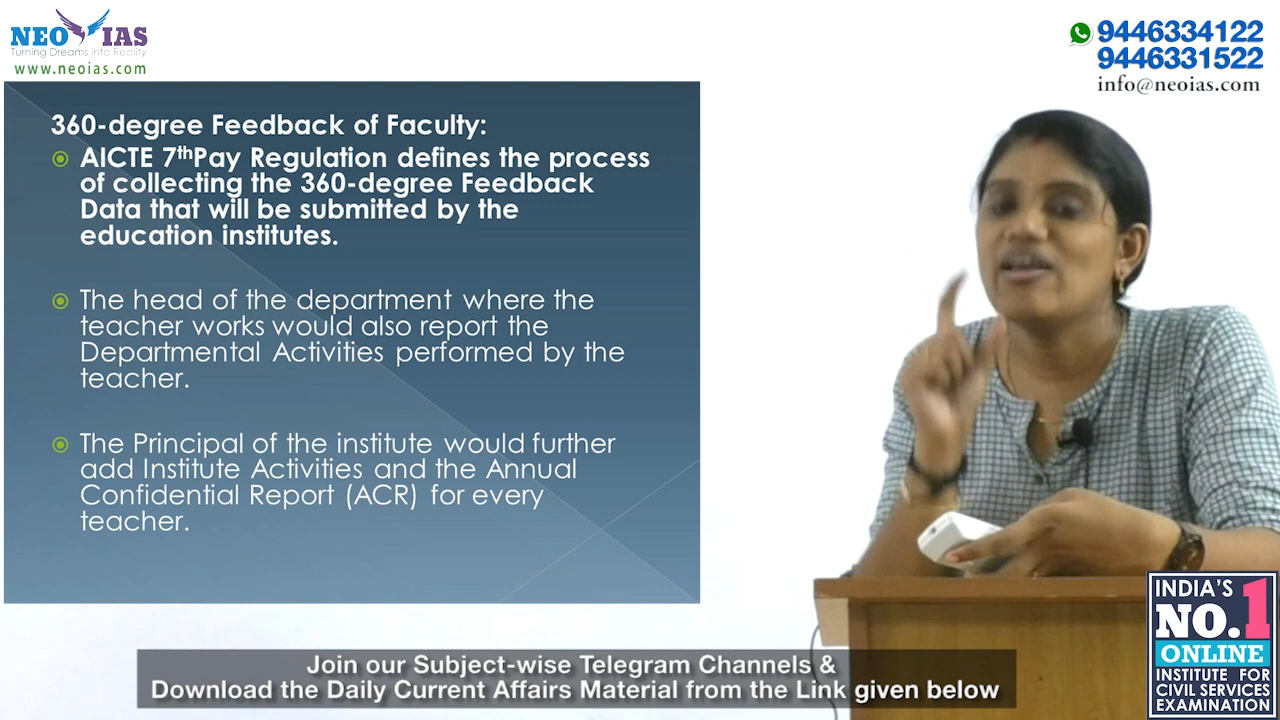 NEO IAS
Turning Dreams into Reality
www.neoias.com
9446334122
9446331522
info@neoias.com
360-degree Feedback of Faculty:
AICTE 7thPay Regulation defines the process
of collecting the 360-degree Feedback
Data that will be submitted by the
education institutes.
The head of the department where the
teacher works would also report the
Departmental Activities performed by the
teacher.
The Principal of the institute would further
add Institute Activities and the Annual
Confidential Report (ACR) for every
teacher.
INDIA'S
NO.1
ONLINE
INSTITUTE FOR
CIVIL SERVICES
EXAMINATION
Join our Subject-wise Telegram Channels &
Download the Daily Current Affairs Material from the Link given below